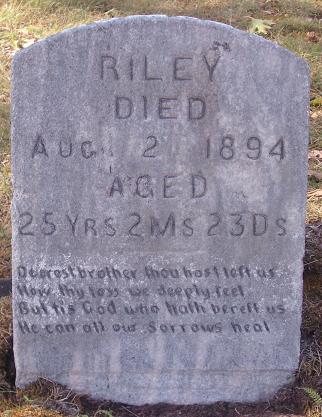 RILEY
DIED
AUG. 2 1894
AGED
25 YRS 2 MS 23 DS
Dearest brother thou hast left us
How thy loss we deeply feel
But tis God who hath bereft us
He can all our Sorrows heal